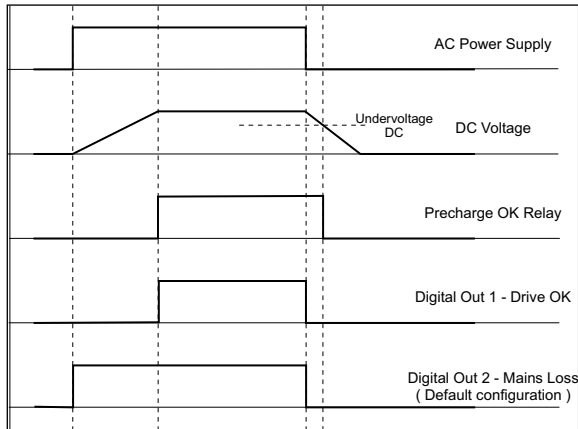 AC Power Supply
Undervoltage
DC
DC Voltage
Precharge OK Relay
Digital Out 1 - Drive OK
Digital Out 2 - Mains Loss
( Default configuration )